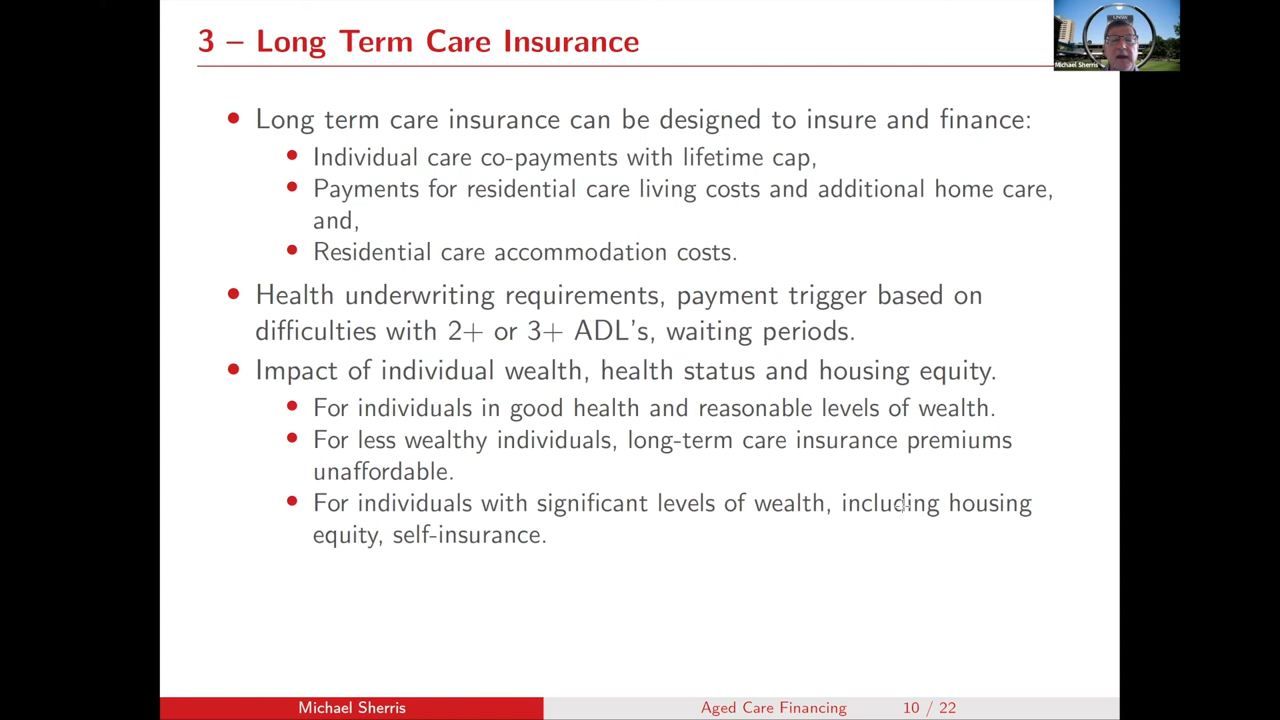 3 – Long Term Care Insurance
Michael Sherris
• Long term care insurance can be designed to insure and finance:
• Individual care co-payments with lifetime cap,
• Payments for residential care living costs and additional home care,
and,
• Residential care accommodation costs.
• Health underwriting requirements, payment trigger based on
difficulties with 2+ or 3+ ADL's, waiting periods.
• Impact of individual wealth, health status and housing equity.
• For individuals in good health and reasonable levels of wealth.
• For less wealthy individuals, long-term care insurance premiums
unaffordable.
• For individuals with significant levels of wealth, including housing
equity, self-insurance.
Michael Sherris
Aged Care Financing
10 / 22